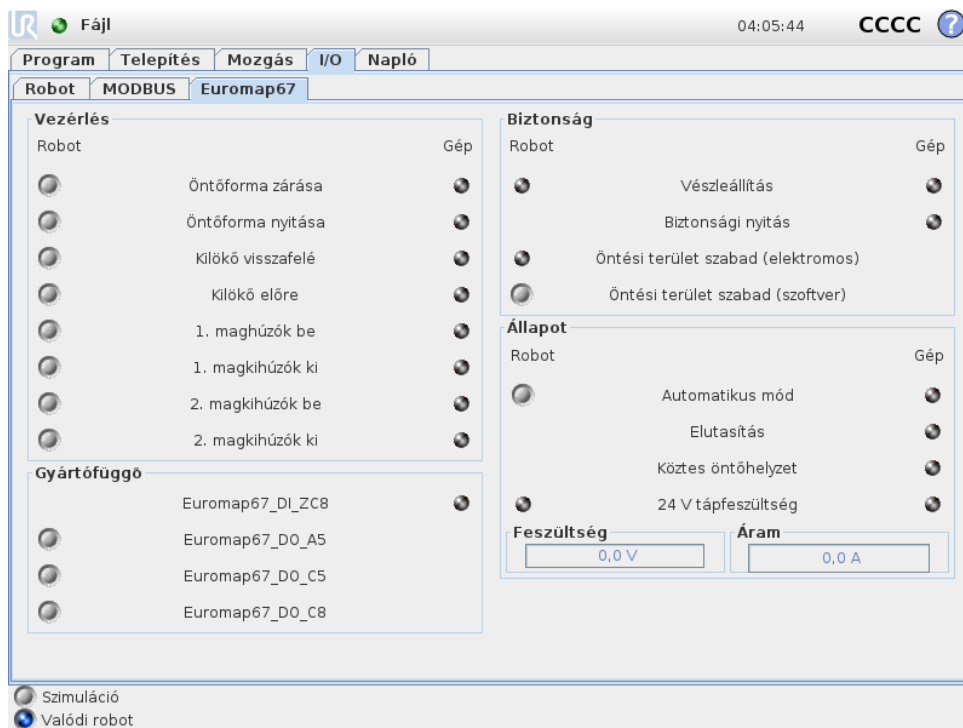 UR Fájl 04:05:44 CCCC ?
Program Telepítés Mozgás I/O Napló
Robot MODBUS Euromap67
Vezérlés
Robot Gép
Öntőforma zárása
Öntőforma nyitása
Kilökő visszafelé
Kilökő előre
1. maghúzók be
1. magkihúzók ki
2. magkihúzók be
2. magkihúzók ki
Gyártófüggő
Euromap67_DI_ZC8
Euromap67_DO_A5
Euromap67_DO_C5
Euromap67_DO_C8
Biztonság
Robot Gép
Vészleállítás
Biztonsági nyitás
Öntési terület szabad (elektromos)
Öntési terület szabad (szoftver)
Állapot
Robot Gép
Automatikus mód
Elutasítás
Köztes öntőhelyzet
24 V tápfeszültség
Feszültség Áram
0,0 V 0,0 A
Szimuláció
Valódi robot